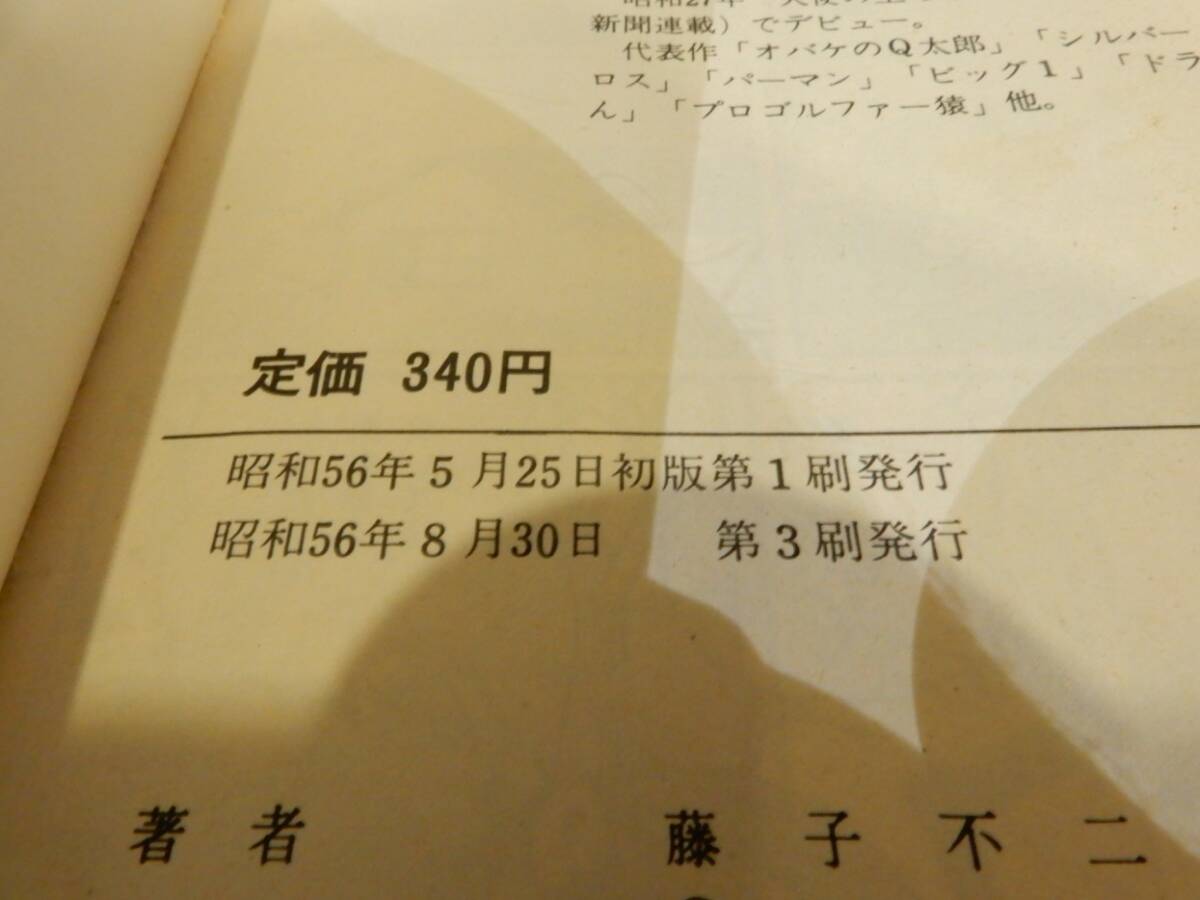 新聞連載）でデビュー。
代表作「オバケのQ太郎」「シルバー
ロス」「パーマン」「ビッグ1」「ドラ
ん」「プロゴルファー猿」他。
定価 340円
昭和56年5月25日初版第1刷発行
昭和56年8月30日 第3刷発行
著者 藤子不二